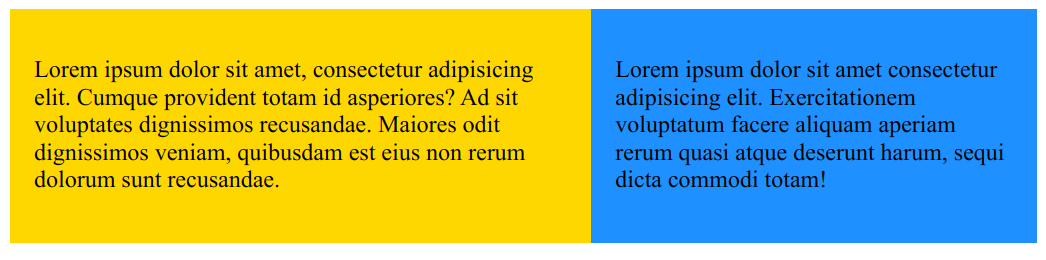 Lorem ipsum dolor sit amet, consectetur adipisicing
elit. Cumque provident totam id asperiores? Ad sit
voluptates dignissimos recusandae. Maiores odit
dignissimos veniam, quibusdam est eius non rerum
dolorum sunt recusandae.
Lorem ipsum dolor sit amet consectetur
adipisicing elit. Exercitationem
voluptatum facere aliquam aperiam
rerum quasi atque deserunt harum, sequi
dicta commodi totam!